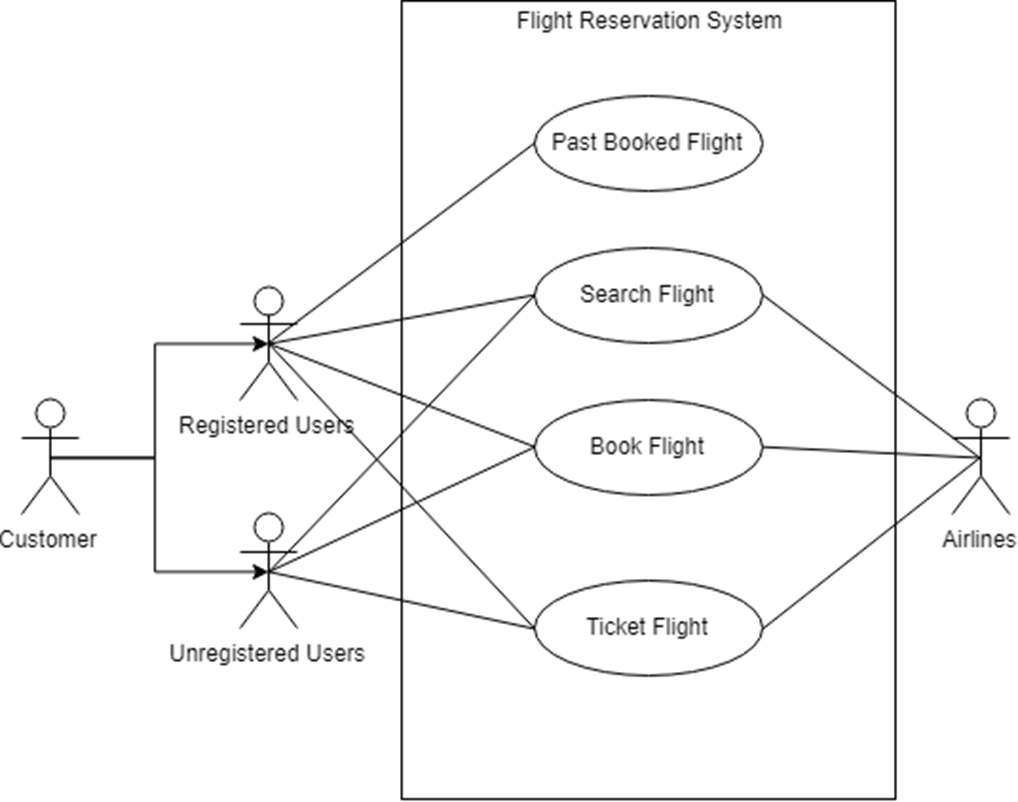 Flight Reservation System
Past Booked Flight
Search Flight
Registered Users
Book Flight
Customer
Airlines
Ticket Flight
Unregistered Users